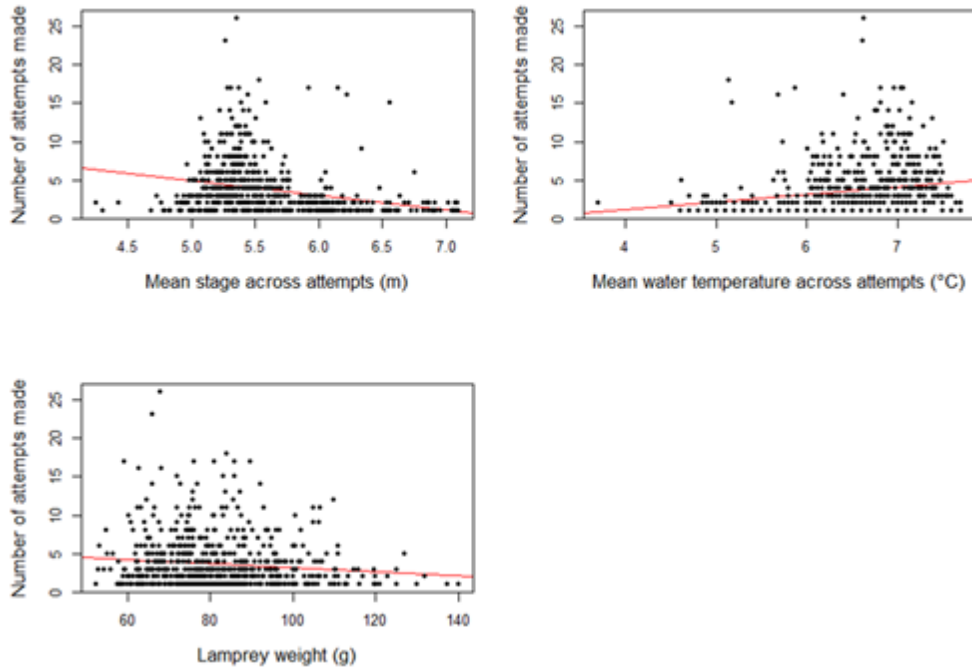 Number of attempts made
25
20
15
10
5
0
4.5 5.0 5.5 6.0 6.5 7.0
Mean stage across attempts (m)
Number of attempts made
25
20
15
10
5
0
4 5 6 7
Mean water temperature across attempts (°C)
Number of attempts made
25
20
15
10
5
0
60 80 100 120 140
Lamprey weight (g)